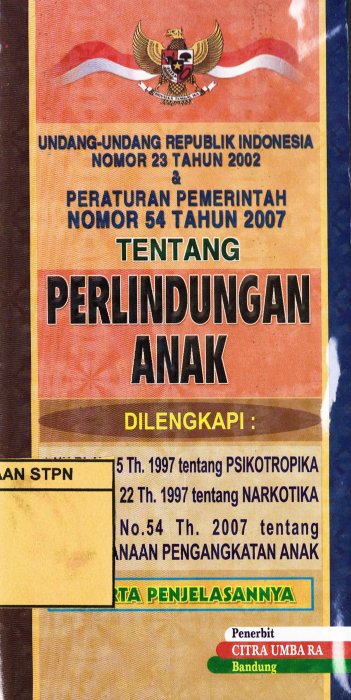 UNDANG-UNDANG REPUBLIK INDONESIA
NOMOR 23 TAHUN 2002
&
PERATURAN PEMERINTAH
NOMOR 54 TAHUN 2007
TENTANG
PERLINDUNGAN
ANAK
DILENGKAPI :
5 Th. 1997 tentang PSIKOTROPIKA
22 Th. 1997 tentang NARKOTIKA
No.54 Th. 2007 tentang
PENGANGKATAN ANAK
PENJELASANNYA
AAN STPN
Penerbit
CITRA UMBARA
Bandung